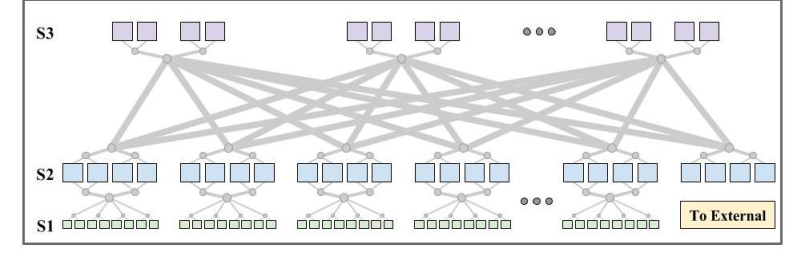 S3
S2
To External
S1